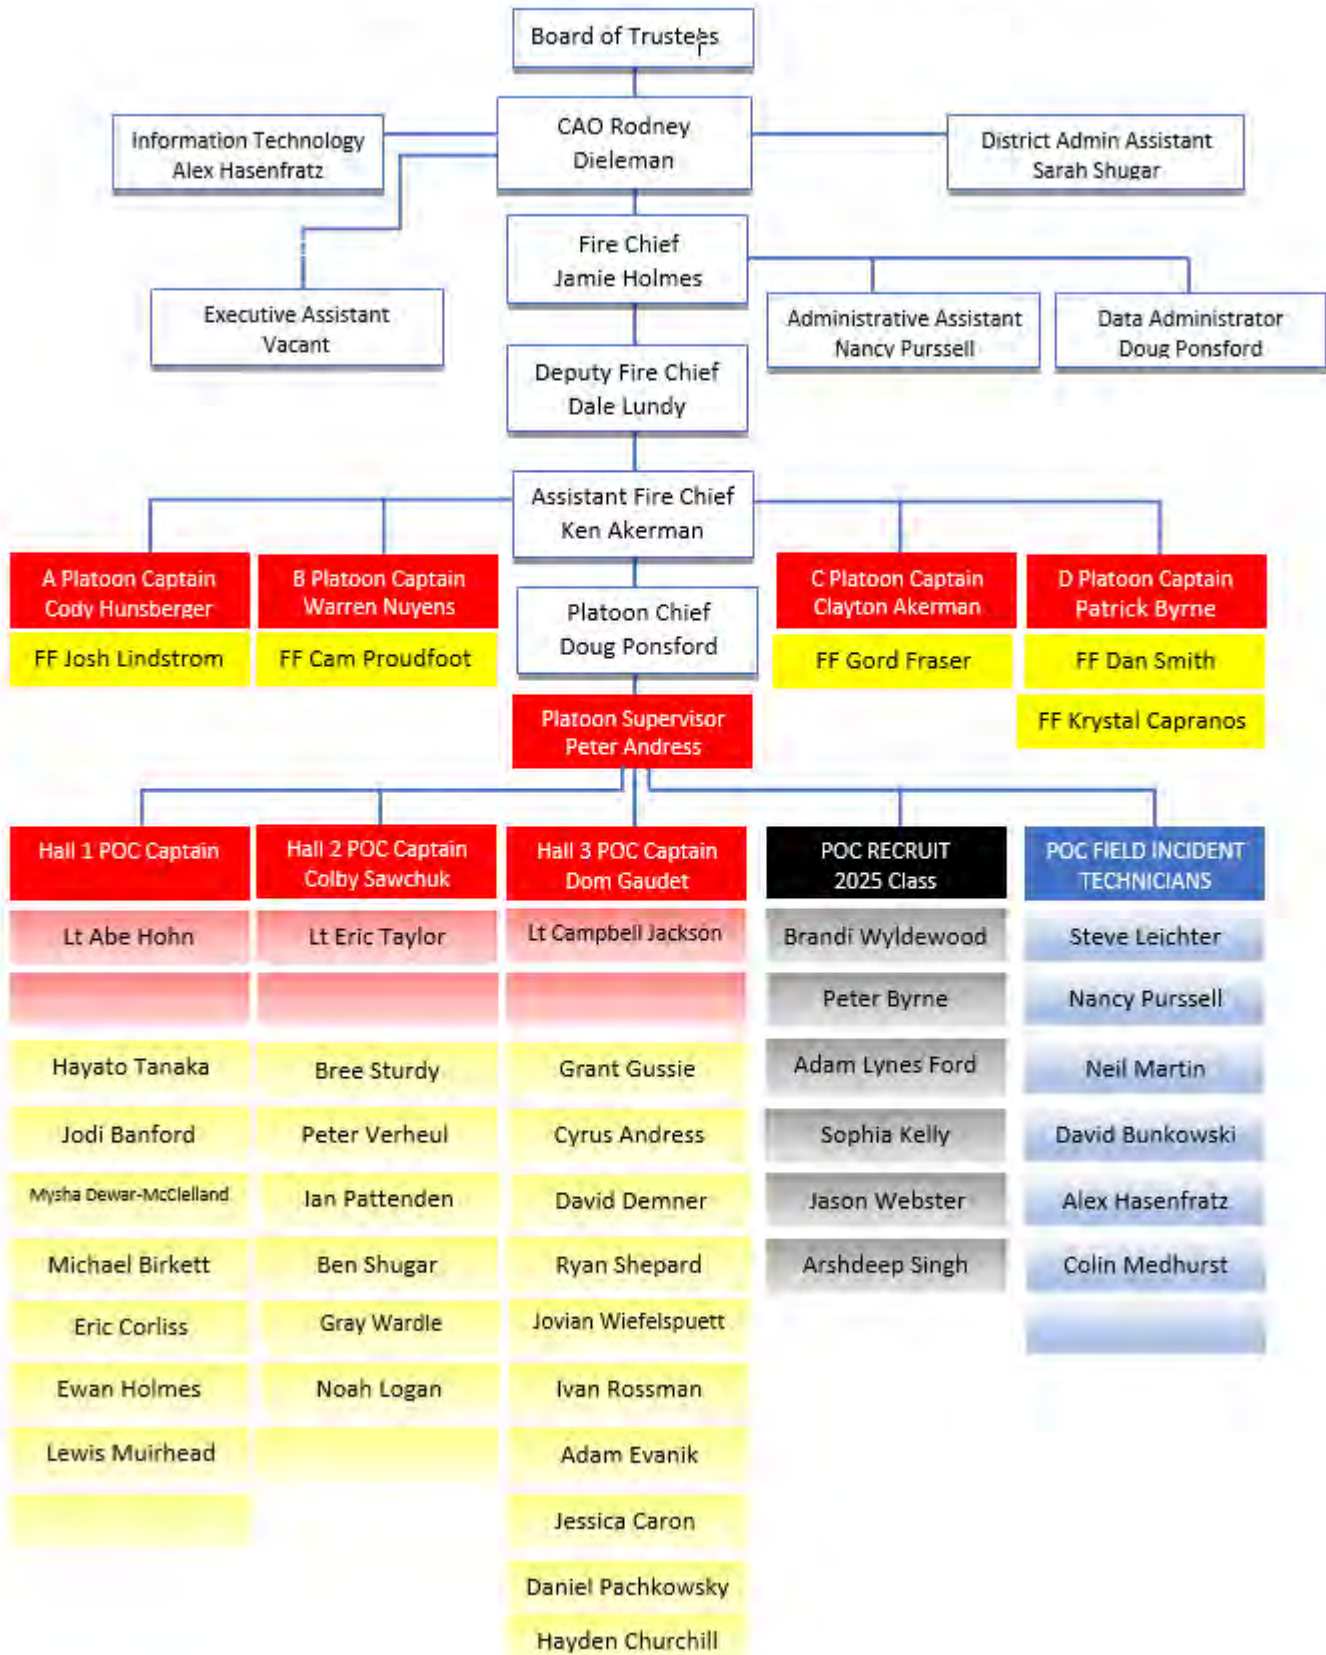 Board of Trustees
CAO Rodney
Dieleman
Information Technology
Alex Hasenfratz
District Admin Assistant
Sarah Shugar
Fire Chief
Jamie Holmes
Executive Assistant
Vacant
Administrative Assistant
Nancy Purssell
Data Administrator
Doug Ponsford
Deputy Fire Chief
Dale Lundy
Assistant Fire Chief
Ken Akerman
A Platoon Captain
Cody Hunsberger
FF Josh Lindstrom
B Platoon Captain
Warren Nuyens
FF Cam Proudfoot
Platoon Chief
Doug Ponsford
C Platoon Captain
Clayton Akerman
FF Gord Fraser
D Platoon Captain
Patrick Byrne
FF Dan Smith
FF Krystal Capranos
Platoon Supervisor
Peter Andress
Hall 1 POC Captain
Lt Abe Hohn
Hayato Tanaka
Jodi Banford
Mysha Dewar-McClelland
Michael Birkett
Eric Corliss
Ewan Holmes
Lewis Muirhead
Hall 2 POC Captain
Colby Sawchuk
Lt Eric Taylor
Bree Sturdy
Peter Verheul
Ian Pattenden
Ben Shugar
Gray Wardle
Noah Logan
Hall 3 POC Captain
Dom Gaudet
Lt Campbell Jackson
Grant Gussie
Cyrus Andress
David Demner
Ryan Shepard
Jovian Wiefelspuett
Ivan Rossman
Adam Evanik
Jessica Caron
Daniel Pachkowsky
Hayden Churchill
POC RECRUIT
2025 Class
Brandi Wyldewood
Peter Byrne
Adam Lynes Ford
Sophia Kelly
Jason Webster
Arshdeep Singh
POC FIELD INCIDENT
TECHNICIANS
Steve Leichter
Nancy Purssell
Neil Martin
David Bunkowski
Alex Hasenfratz
Colin Medhurst